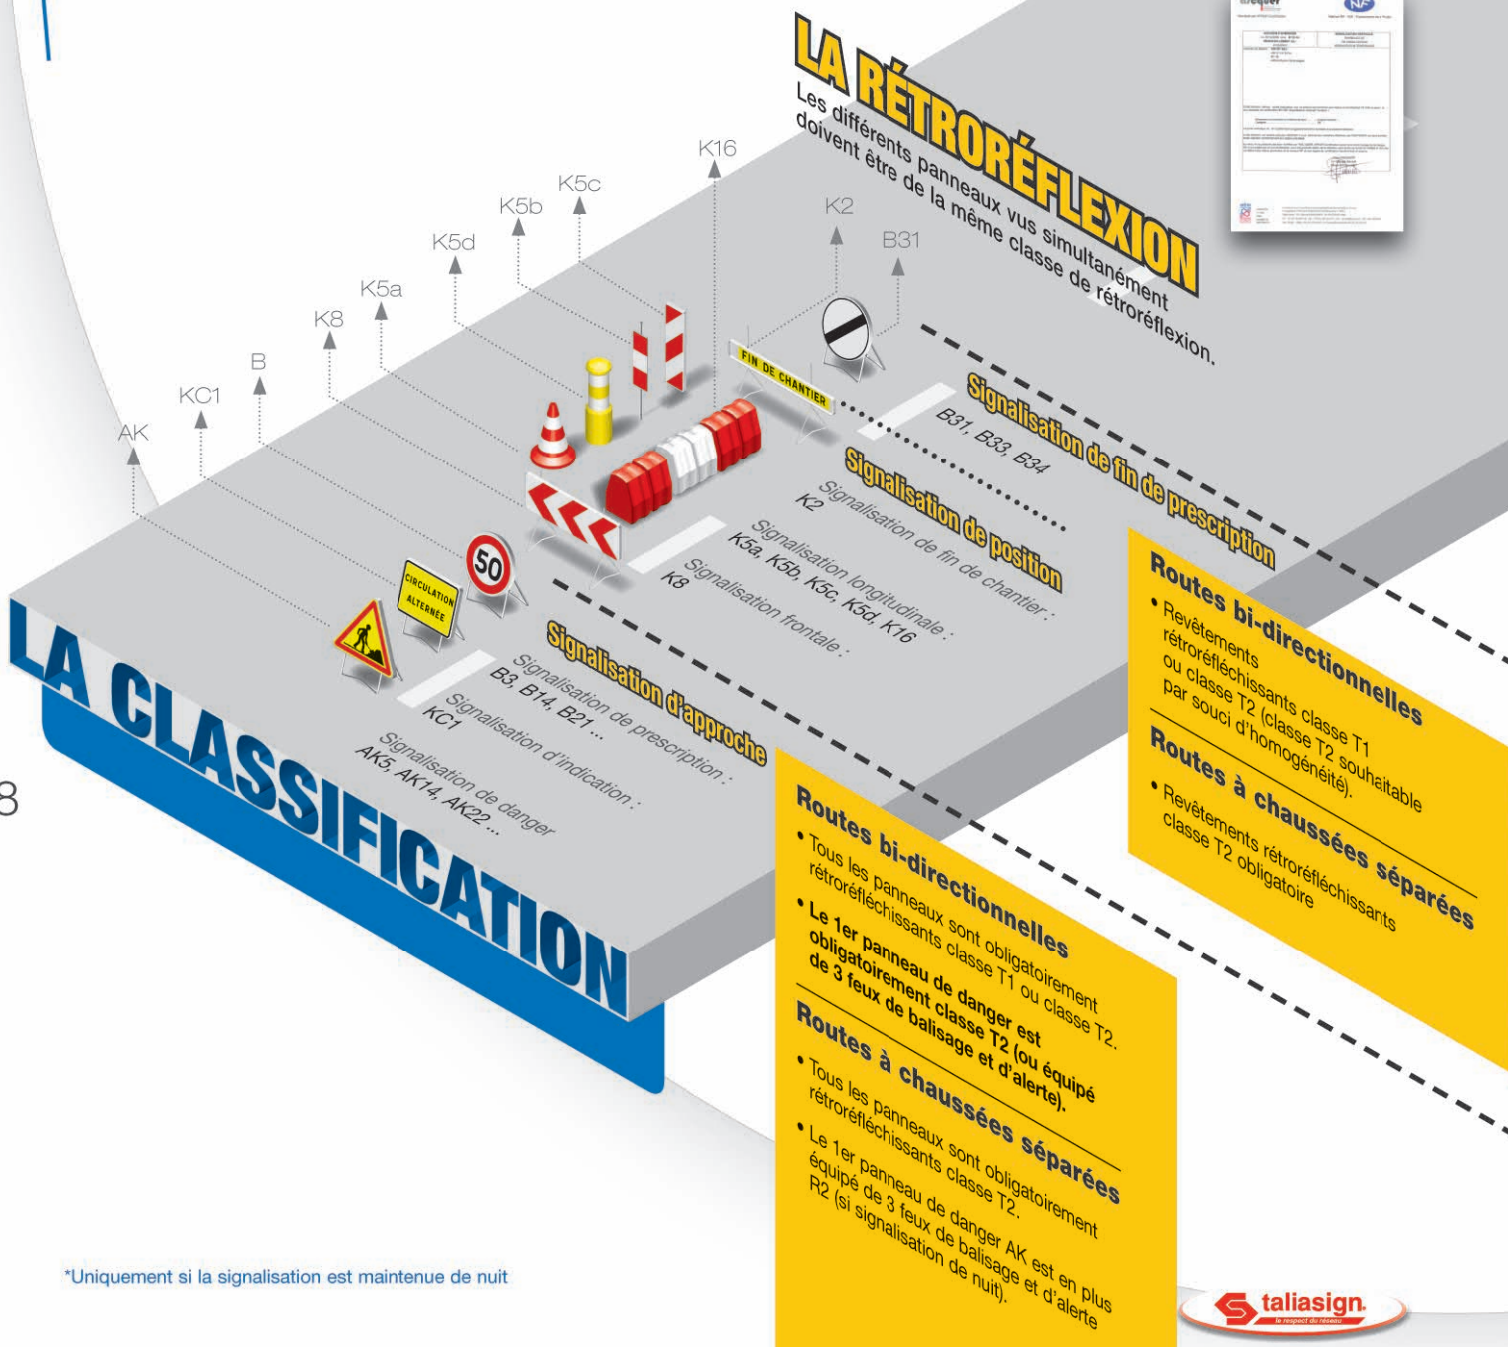 LA RÉTRORÉFLEXION
Les différents panneaux vus simultanément
doivent être de la même classe de rétroréflexion.
NF
K16
K5c
K5b
K5d
K5a
K8
B
KC1
AK
K2
B31
FIN DE CHANTIER
50
CIRCULATION
ALTERNÉE
Signalisation de fin de prescription
B31, B33, B34
Signalisation de position
Signalisation de fin de chantier :
K2
Signalisation longitudinale :
K5a, K5b, K5c, K5d, K16
Signalisation frontale :
K8
Signalisation d'approche
Signalisation de prescription :
B3, B14, B21 ...
Signalisation d'indication :
KC1
Signalisation de danger
AK5, AK14, AK22 ...
LA CLASSIFICATION
8
Routes bi-directionnelles
• Revêtements
rétroréfléchissants classe T1
ou classe T2 (classe T2 souhaitable
par souci d'homogénéité).
Routes à chaussées séparées
• Revêtements rétroréfléchissants
classe T2 obligatoire
Routes bi-directionnelles
• Tous les panneaux sont obligatoirement
rétroréfléchissants classe T1 ou classe T2.
• Le 1er panneau de danger est
obligatoirement classe T2 (ou équipé
de 3 feux de balisage et d'alerte).
Routes à chaussées séparées
• Tous les panneaux sont obligatoirement
rétroréfléchissants classe T2.
• Le 1er panneau de danger AK est en plus
équipé de 3 feux de balisage et d'alerte
R2 (si signalisation de nuit).
*Uniquement si la signalisation est maintenue de nuit
taliasign.
le respect du réseau